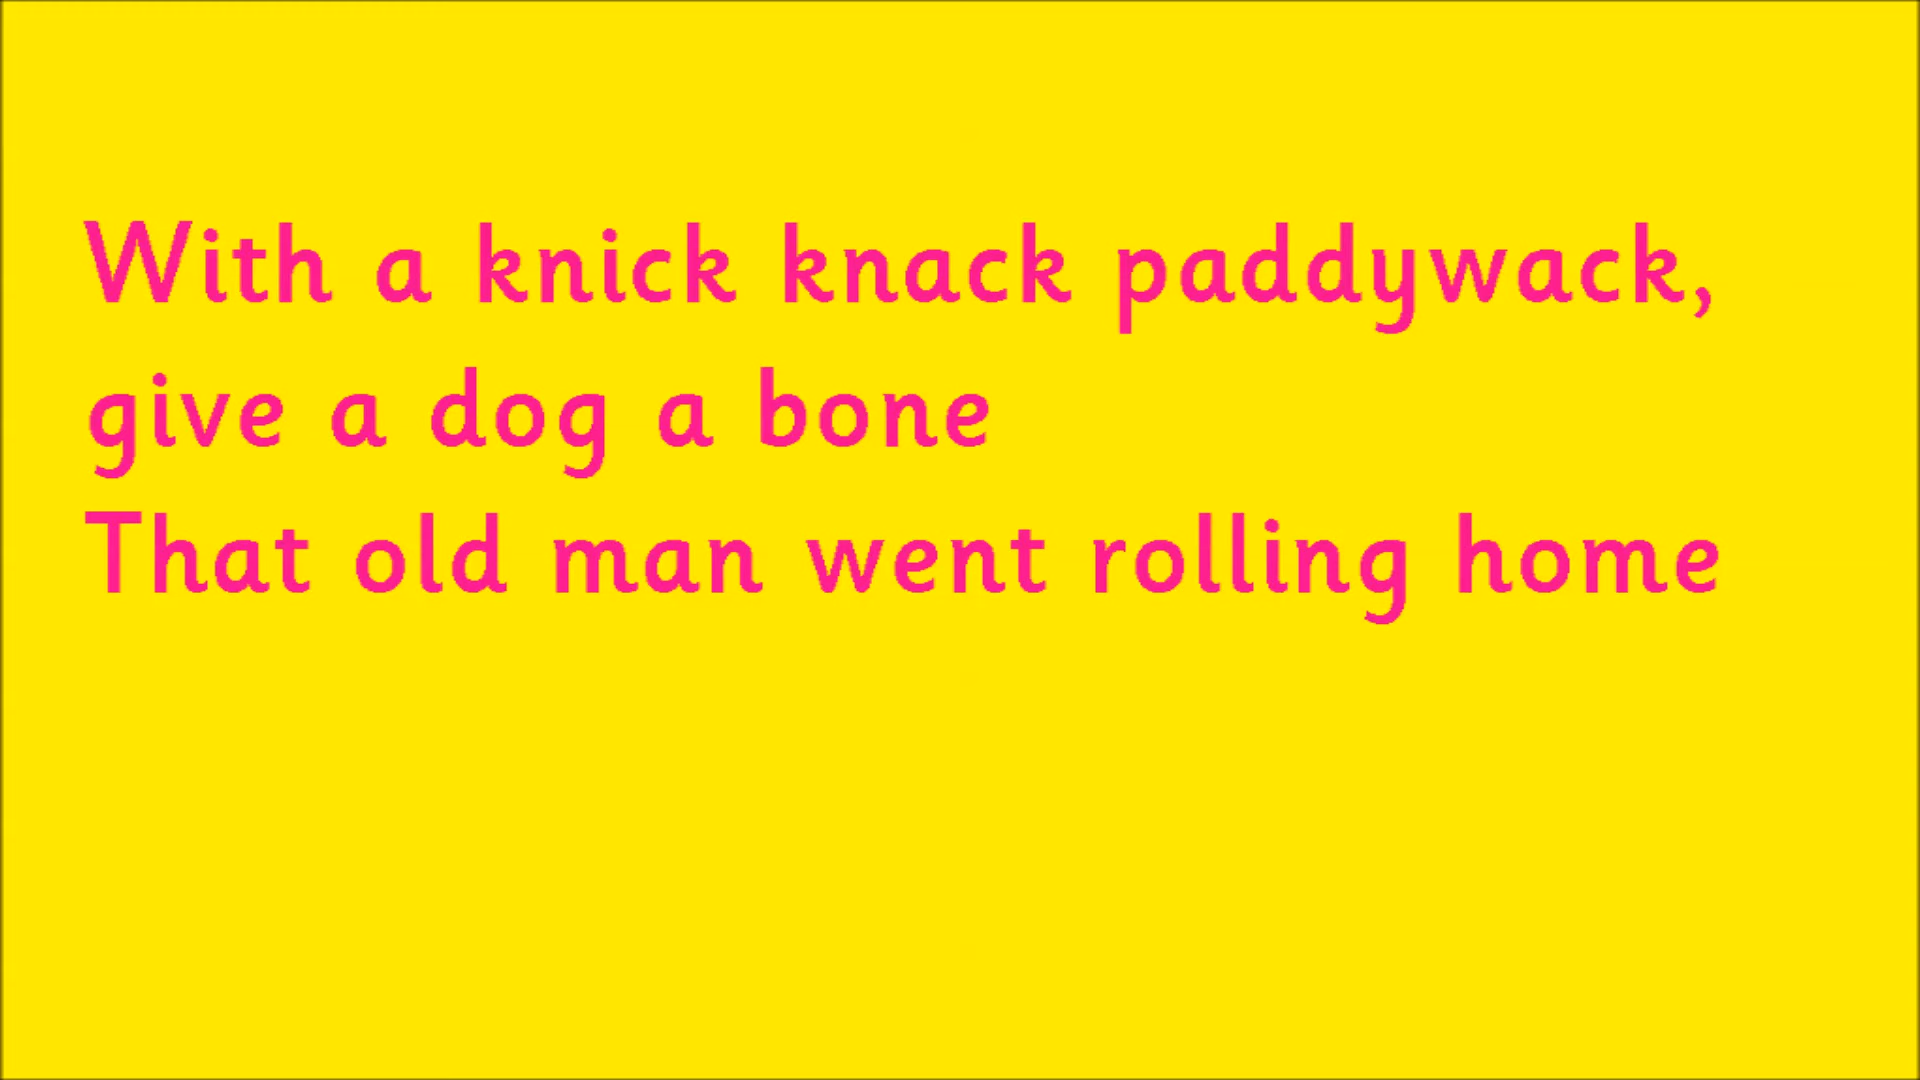 With a knick knack paddywack,
give a dog a bone
That old man went rolling home